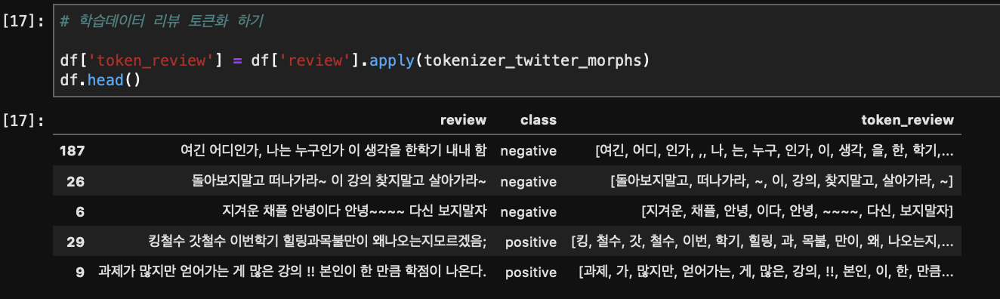 [17]: # 학습데이터 리뷰 토큰화 하기
df['token_review'] = df['review'].apply(tokenizer_twitter_morphs)
df.head()
[17]: review class token_review
187 여긴 어디인가, 나는 누구인가 이 생각을 한학기 내내 함 negative [여긴, 어디, 인가, ,, 나, 는, 누구, 인가, 이, 생각, 을, 한, 학기,...
26 돌아보지말고 떠나가라~ 이 강의 찾지말고 살아가라~ negative [돌아보지말고, 떠나가라, ~, 이, 강의, 찾지말고, 살아가라, ~]
6 지겨운 채플 안녕이다 안녕~~~~ 다신 보지말자 negative [지겨운, 채플, 안녕, 이다, 안녕, ~~~~, 다신, 보지말자]
29 킹철수 갓철수 이번학기 힐링과목불만이 왜나오는지모르겠음; positive [킹, 철수, 갓, 철수, 이번, 학기, 힐링, 과, 목불, 만이, 왜, 나오는지,...
9 과제가 많지만 얻어가는 게 많은 강의 !! 본인이 한 만큼 학점이 나온다. positive [과제, 가, 많지만, 얻어가는, 게, 많은, 강의, !!, 본인, 이, 한, 만큼...